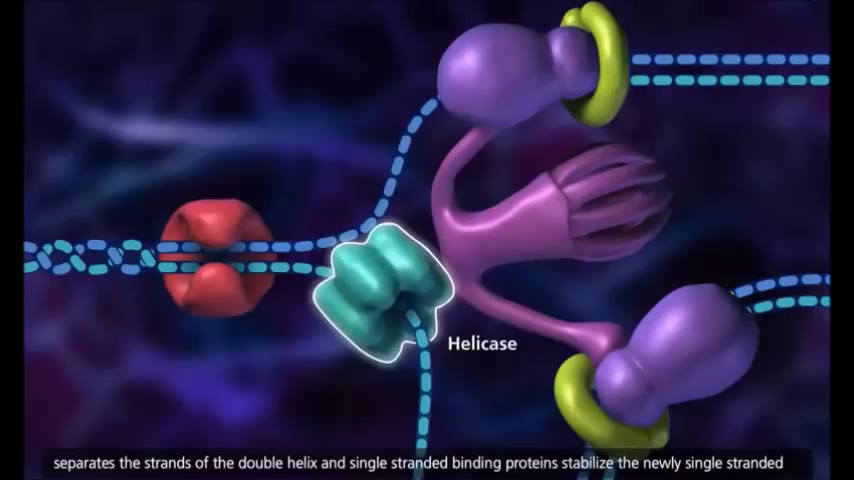 Helicase
separates the strands of the double helix and single stranded binding proteins stabilize the newly single stranded